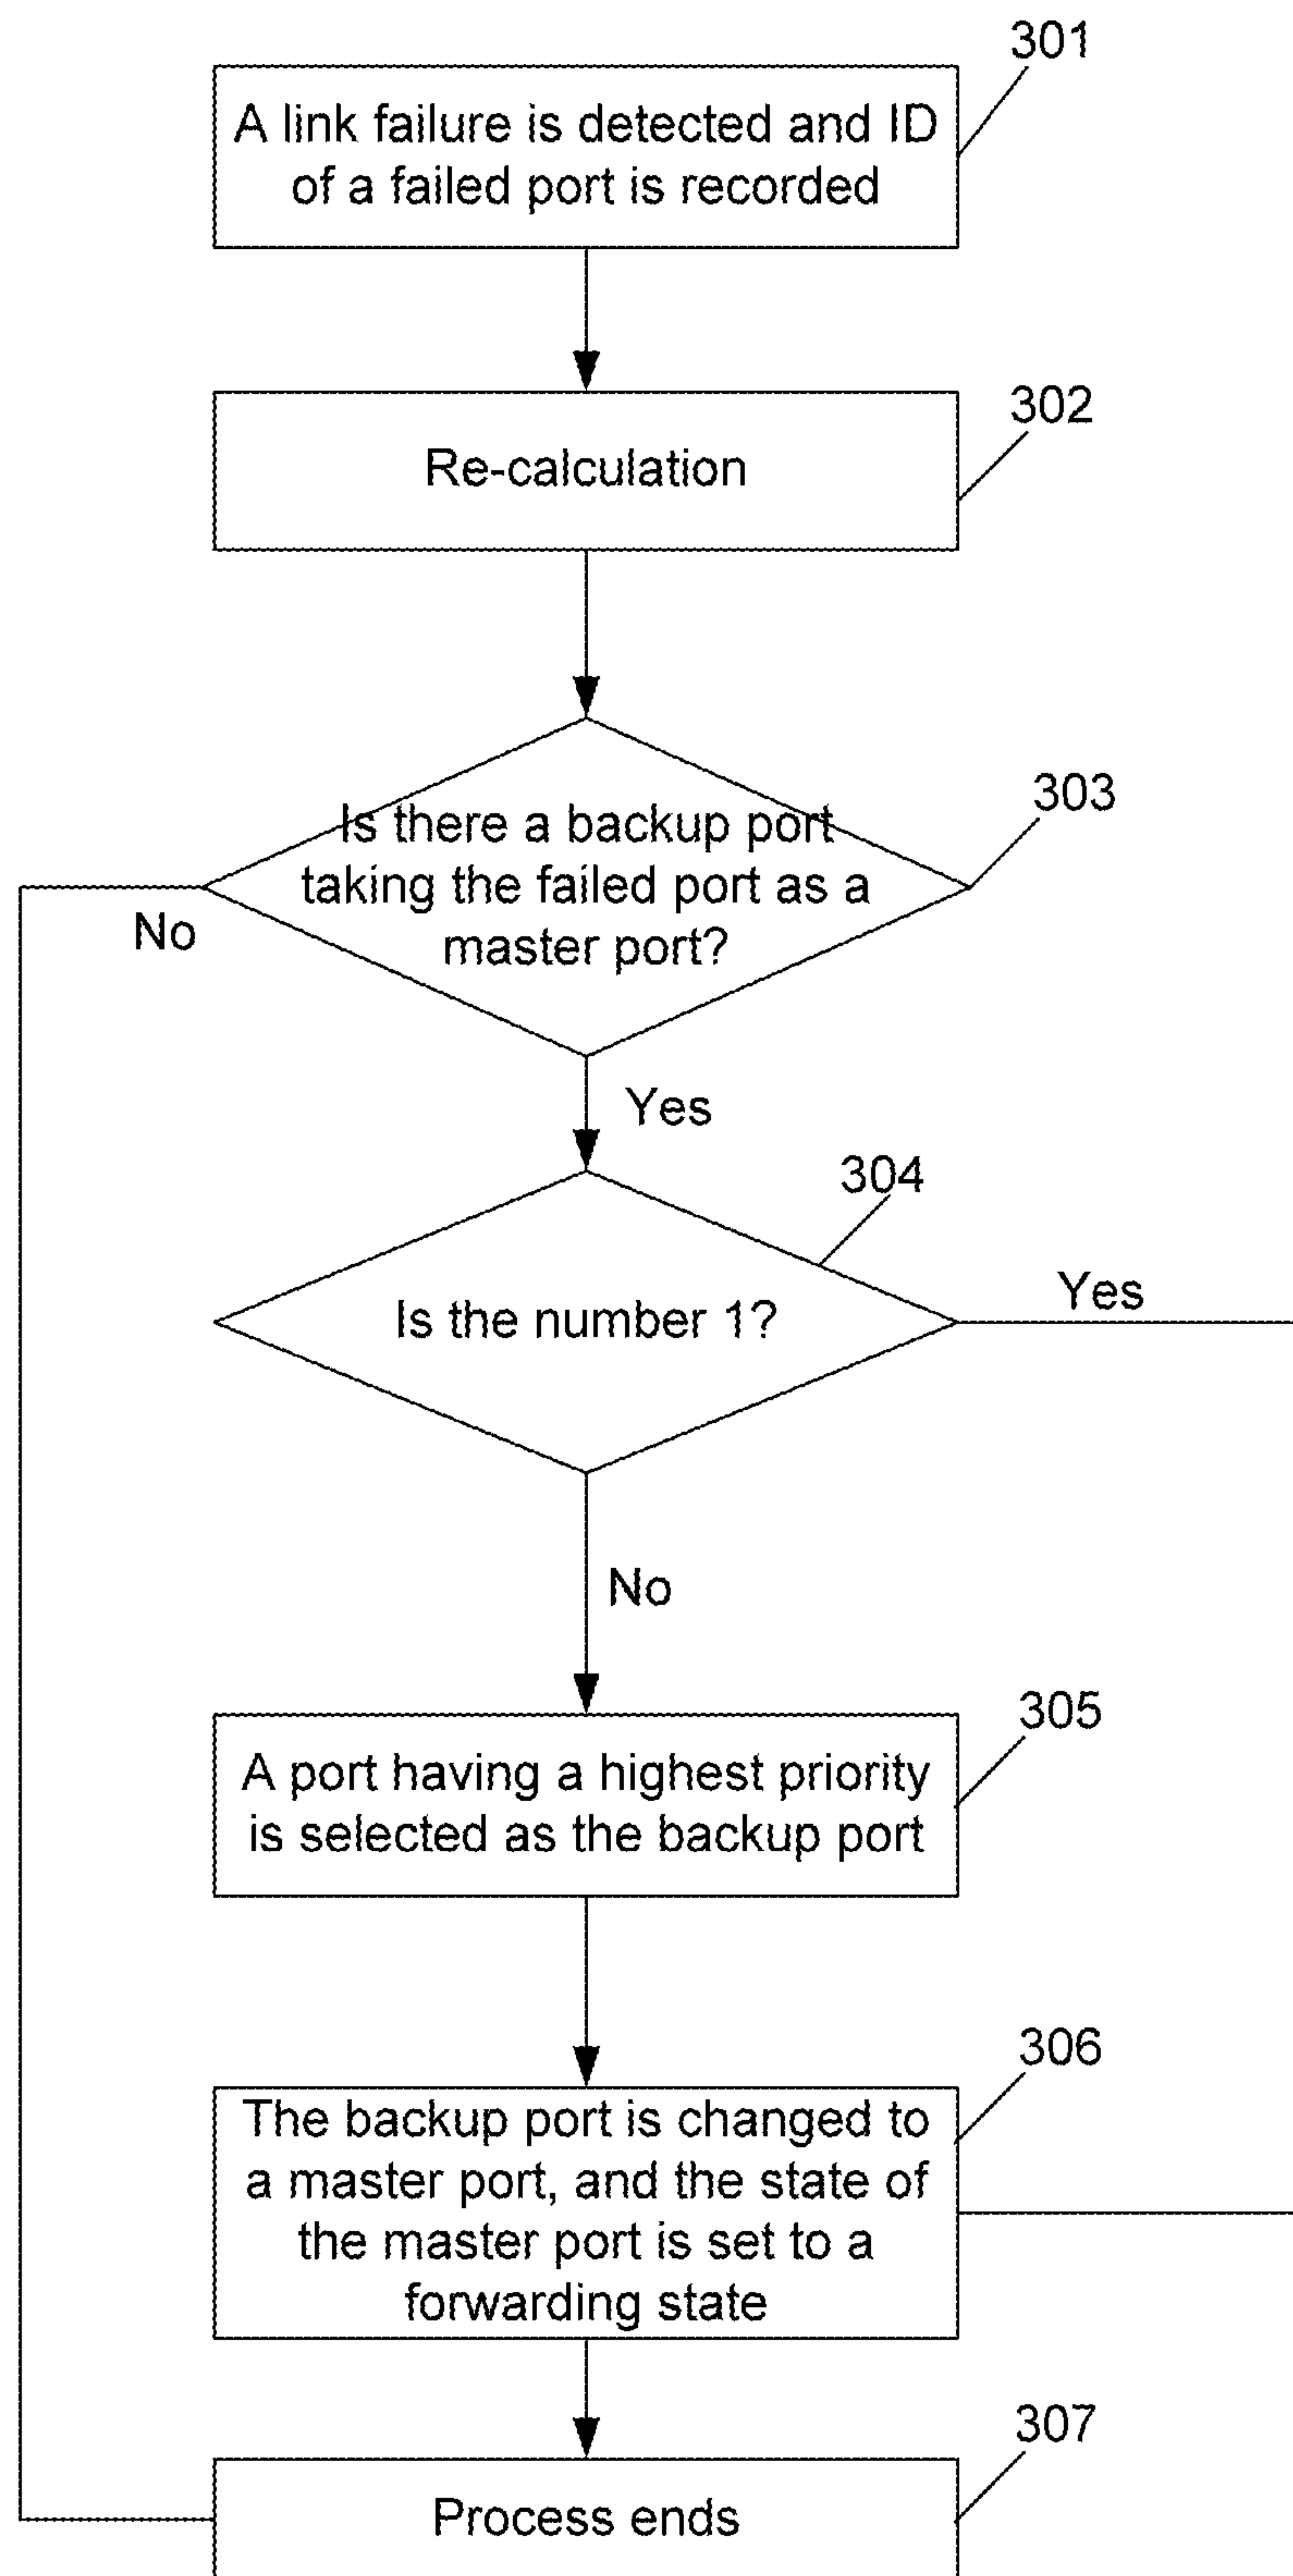 301
A link failure is detected and ID
of a failed port is recorded
302
Re-calculation
303
Is there a backup port
taking the failed port as a
master port?
No
Yes
304
Is the number 1?
Yes
No
305
A port having a highest priority
is selected as the backup port
306
The backup port is changed to
a master port, and the state of
the master port is set to a
forwarding state
307
Process ends